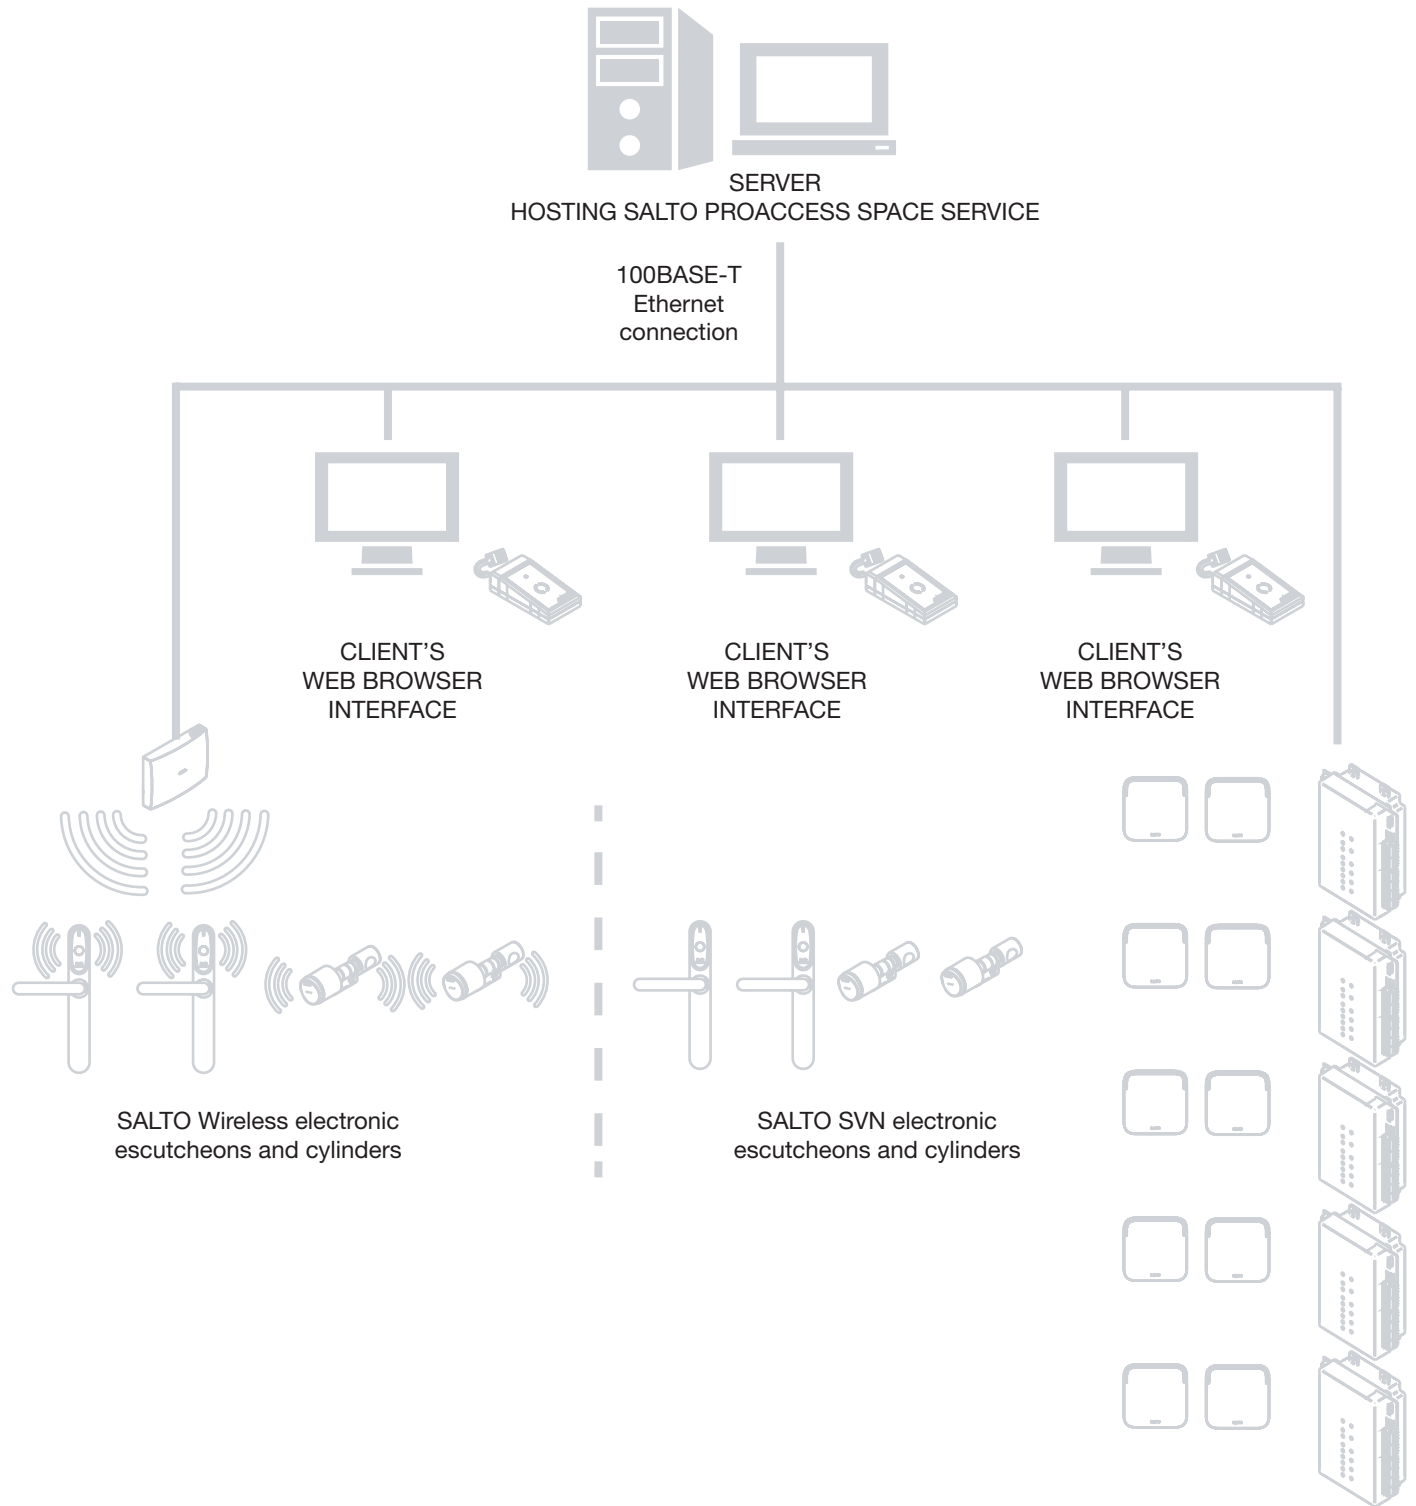 SERVER
HOSTING SALTO PROACCESS SPACE SERVICE
100BASE-T
Ethernet
connection
CLIENT’S
WEB BROWSER
INTERFACE
CLIENT’S
WEB BROWSER
INTERFACE
CLIENT’S
WEB BROWSER
INTERFACE
SALTO Wireless electronic
escutcheons and cylinders
SALTO SVN electronic
escutcheons and cylinders